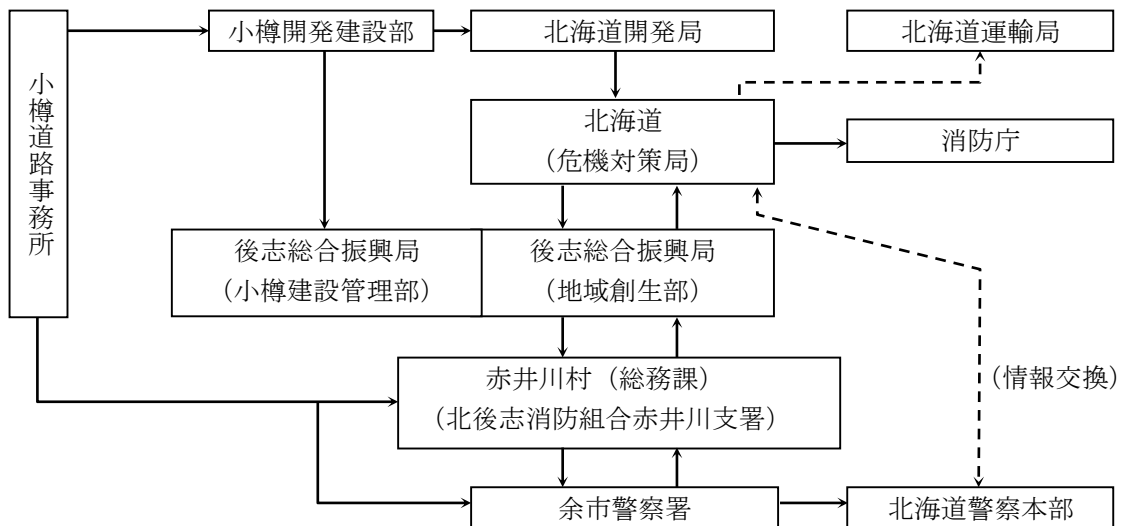 小樽開発建設部
北海道開発局
北海道運輸局
小樽道路事務所
北海道
(危機対策局)
消防庁
後志総合振興局
(小樽建設管理部)
後志総合振興局
(地域創生部)
赤井川村(総務課)
(北後志消防組合赤井川支署)
(情報交換)
余市警察署
北海道警察本部